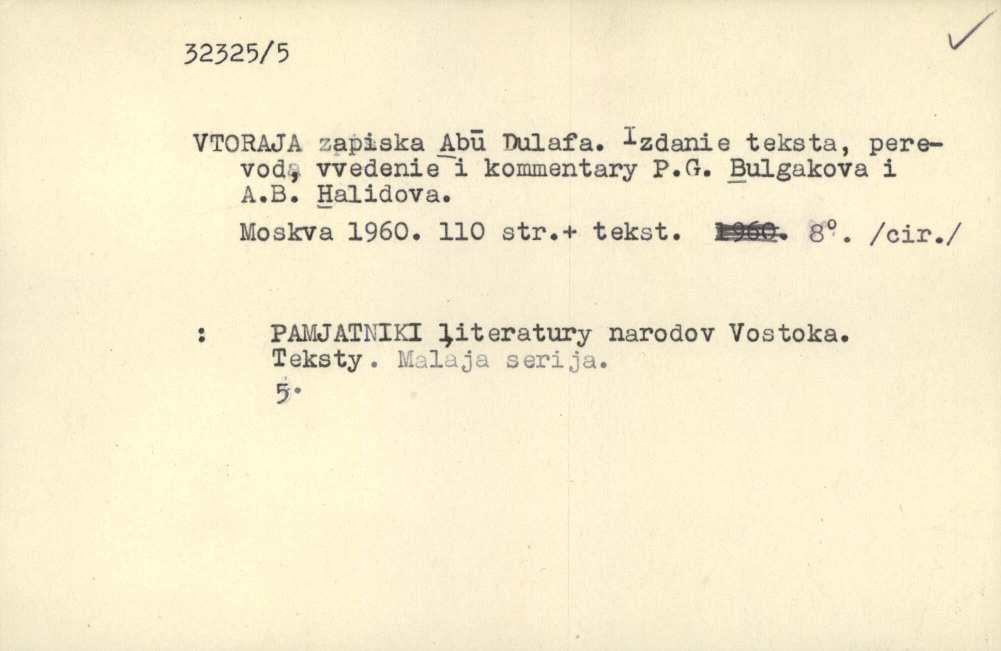 32325/5
VTORAJA zapiska Abū Dulafa. Izdanie teksta, pere-
vod, vvedenie i kommentary P.G. Bulgakova i
A.B. Halidova.
Moskva 1960. 110 str.+ tekst. 1960. 8°. /cir./
: PAMJATNIKI literatury narodov Vostoka.
Teksty. Malaja serija.
5.